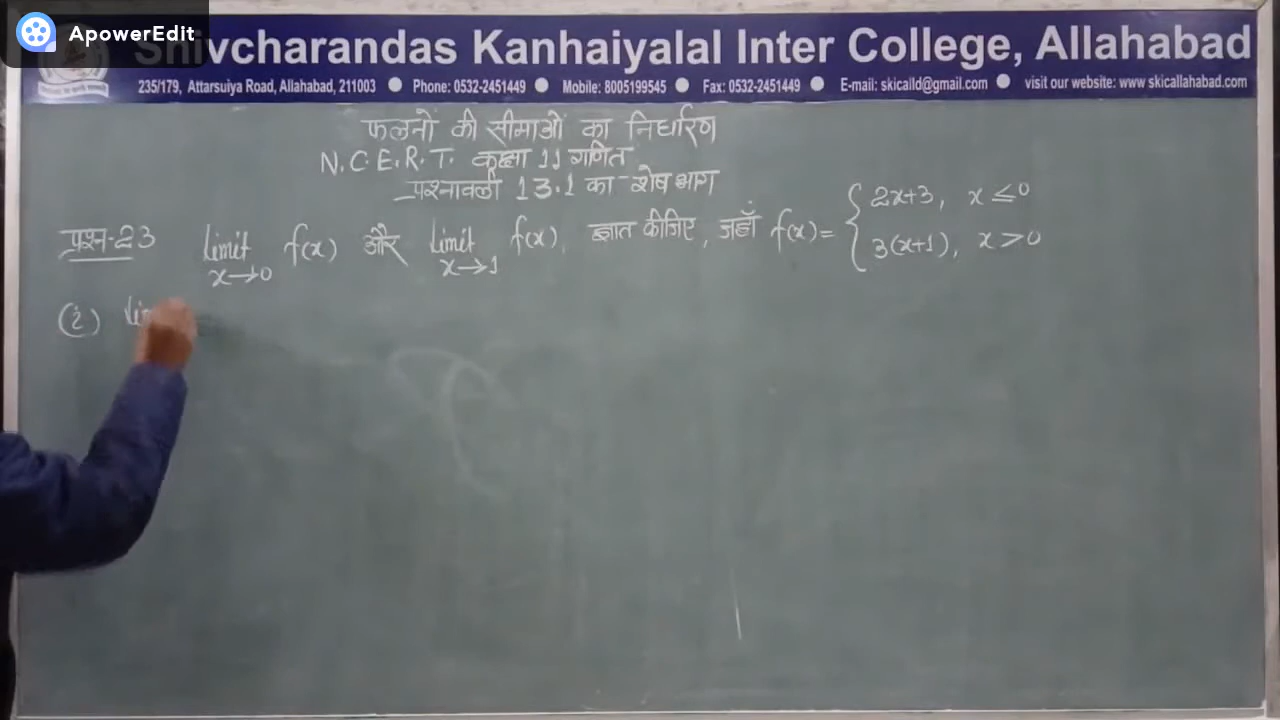 ApowerEdit
Shivcharandas Kanhaiyalal Inter College, Allahabad
235/179, Attarsuiya Road, Allahabad, 211003 ● Phone: 0532-2451449 ● Mobile: 8005199545 ● Fax: 0532-2451449 ● E-mail: skicalld@gmail.com ● visit our website: www.skicallahabad.com
फलनों की सीमाओं का निर्धारण
N.C.E.R.T. कक्षा 11 गणित
प्रश्नावली 13.1 का शेष भाग
प्रश्न-23 limit x→0 f(x) और limit x→1 f(x), ज्ञात कीजिए, जहाँ f(x) = { 2x+3, x ≤ 0
3(x+1), x > 0
(i) li